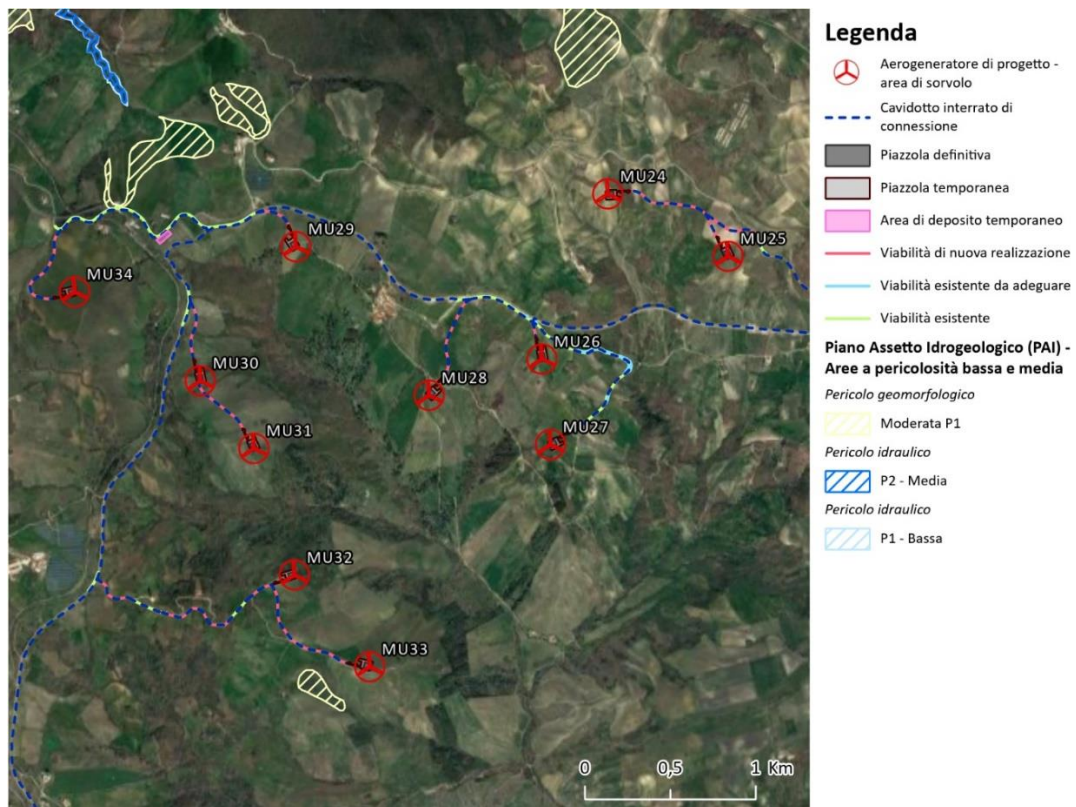 MU24
MU25
MU29
MU34
MU26
MU30
MU28
MU27
MU31
MU32
MU33
0 0,5 1 Km
Legenda
Aerogeneratore di progetto -
area di sorvolo
Cavidotto interrato di
connessione
Piazzola definitiva
Piazzola temporanea
Area di deposito temporaneo
Viabilità di nuova realizzazione
Viabilità esistente da adeguare
Viabilità esistente
Piano Assetto Idrogeologico (PAI) -
Aree a pericolosità bassa e media
Pericolo geomorfologico
Moderata P1
Pericolo idraulico
P2 - Media
Pericolo idraulico
P1 - Bassa